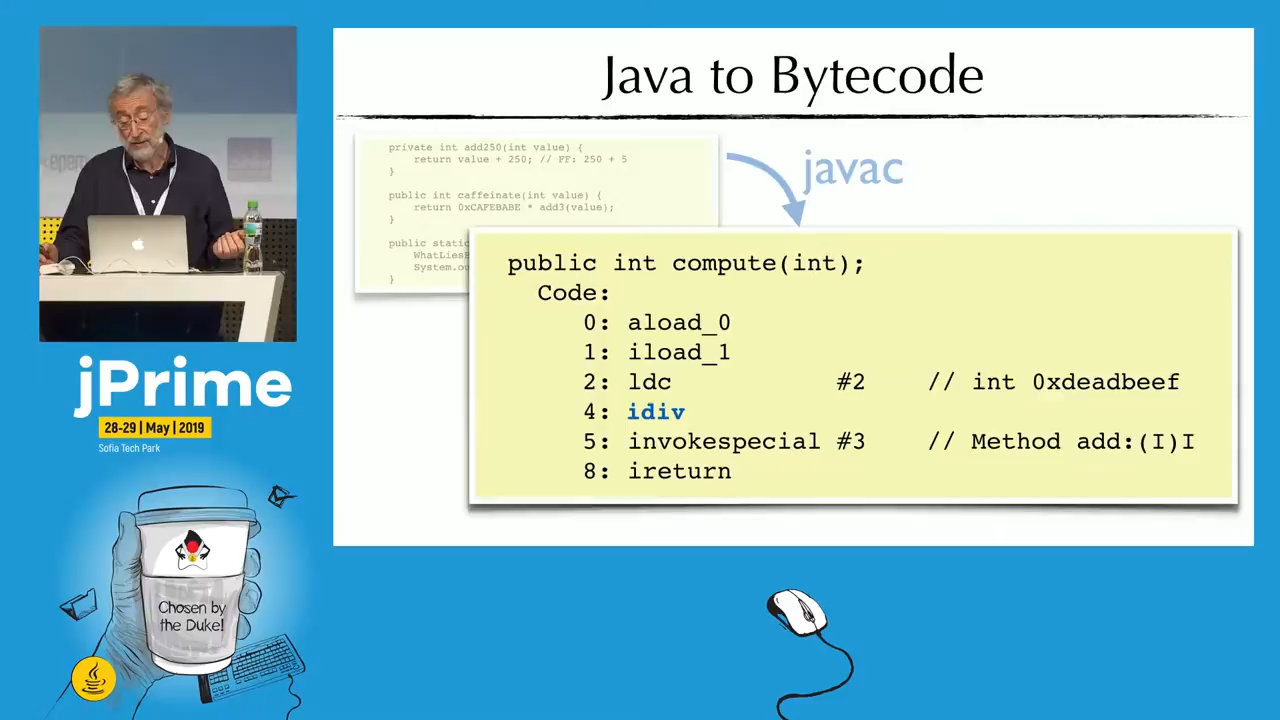 Java to Bytecode
private int add250(int value) {
return value + 250; // FF: 250 + 5
}
public int caffeinate(int value) {
return 0xCAFEBABE * add3(value);
}
public stati
WhatLiesB
System.ou
}
javac
public int compute(int);
Code:
0: aload_0
1: iload_1
2: ldc #2 // int 0xdeadbeef
4: idiv
5: invokespecial #3 // Method add:(I)I
8: ireturn
epam
jPrime
28-29 | May | 2019
Sofia Tech Park
Chosen by
the Duke!